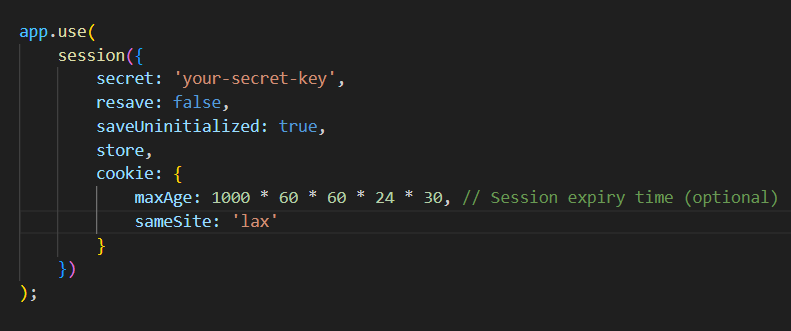 app.use(
    session({
        secret: 'your-secret-key',
        resave: false,
        saveUninitialized: true,
        store,
        cookie: {
            maxAge: 1000 * 60 * 60 * 24 * 30, // Session expiry time (optional)
            sameSite: 'lax'
        }
    })
);